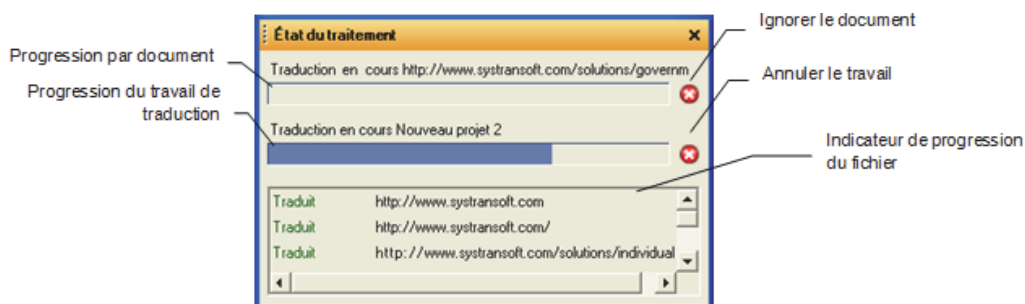 Ignorer le document
État du traitement
Progression par document
Traduction en cours http://www.systransoft.com/solutions/governm
Annuler le travail
Progression du travail de
traduction
Traduction en cours Nouveau projet 2
Indicateur de progression
du fichier
Traduit http://www.systransoft.com
Traduit http://www.systransoft.com/
Traduit http://www.systransoft.com/solutions/individual